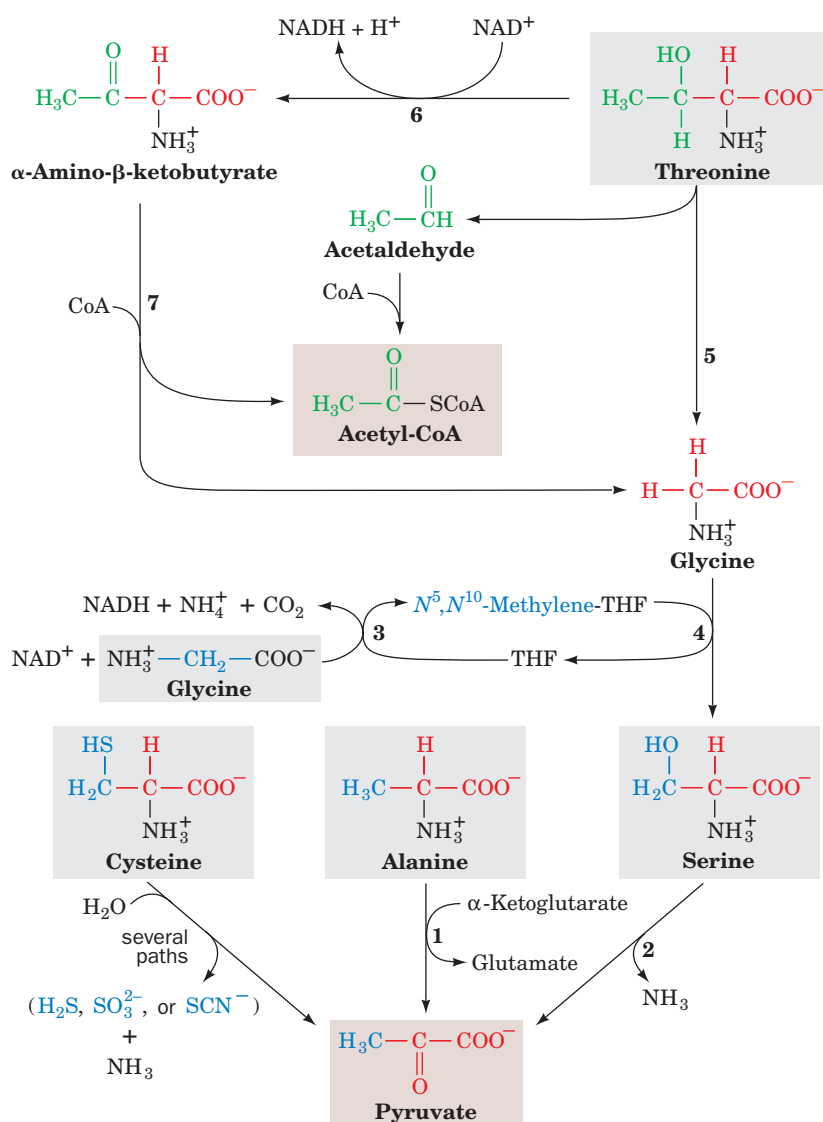 NADH + H⁺
NAD⁺
O
H
H₃C — C — C — COO⁻
NH₃⁺
α-Amino-β-ketobutyrate
6
HO H
H₃C — C — C — COO⁻
H NH₃⁺
Threonine
O
H₃C — CH
Acetaldehyde
CoA
7
CoA
5
O
H₃C — C — SCoA
Acetyl-CoA
H
H — C — COO⁻
NH₃⁺
Glycine
NADH + NH₄⁺ + CO₂
N⁵,N¹⁰-Methylene-THF
3
4
NAD⁺ + NH₃⁺ — CH₂ — COO⁻
THF
Glycine
HS H
H₂C — C — COO⁻
NH₃⁺
Cysteine
H
H₃C — C — COO⁻
NH₃⁺
Alanine
HO H
H₂C — C — COO⁻
NH₃⁺
Serine
H₂O
several
paths
(H₂S, SO₃²⁻, or SCN⁻)
+
NH₃
α-Ketoglutarate
1
Glutamate
2
NH₃
H₃C — C — COO⁻
O
Pyruvate